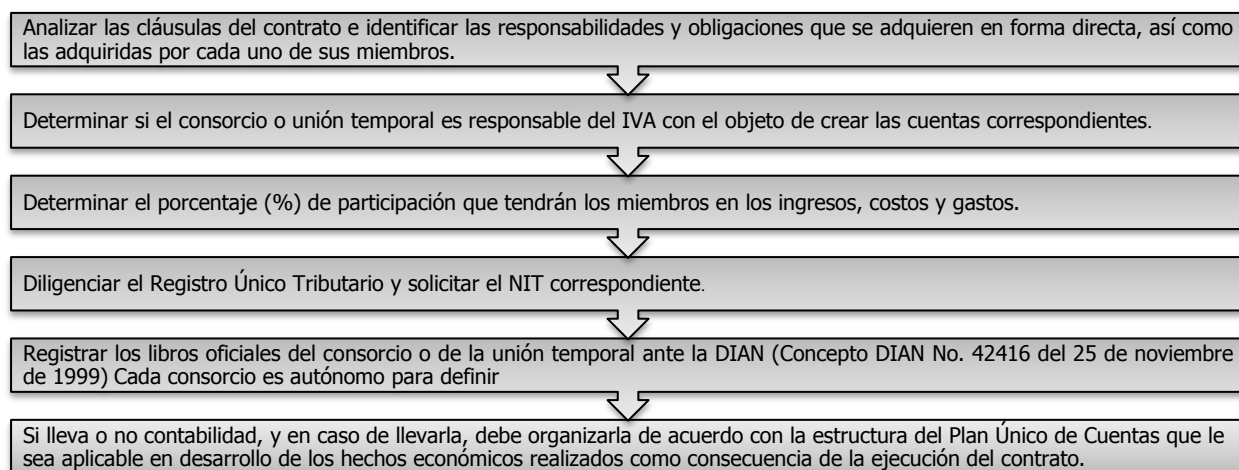 Analizar las cláusulas del contrato e identificar las responsabilidades y obligaciones que se adquieren en forma directa, así como
las adquiridas por cada uno de sus miembros.
Determinar si el consorcio o unión temporal es responsable del IVA con el objeto de crear las cuentas correspondientes.
Determinar el porcentaje (%) de participación que tendrán los miembros en los ingresos, costos y gastos.
Diligenciar el Registro Único Tributario y solicitar el NIT correspondiente.
Registrar los libros oficiales del consorcio o de la unión temporal ante la DIAN (Concepto DIAN No. 42416 del 25 de noviembre
de 1999) Cada consorcio es autónomo para definir
Si lleva o no contabilidad, y en caso de llevarla, debe organizarla de acuerdo con la estructura del Plan Único de Cuentas que le
sea aplicable en desarrollo de los hechos económicos realizados como consecuencia de la ejecución del contrato.